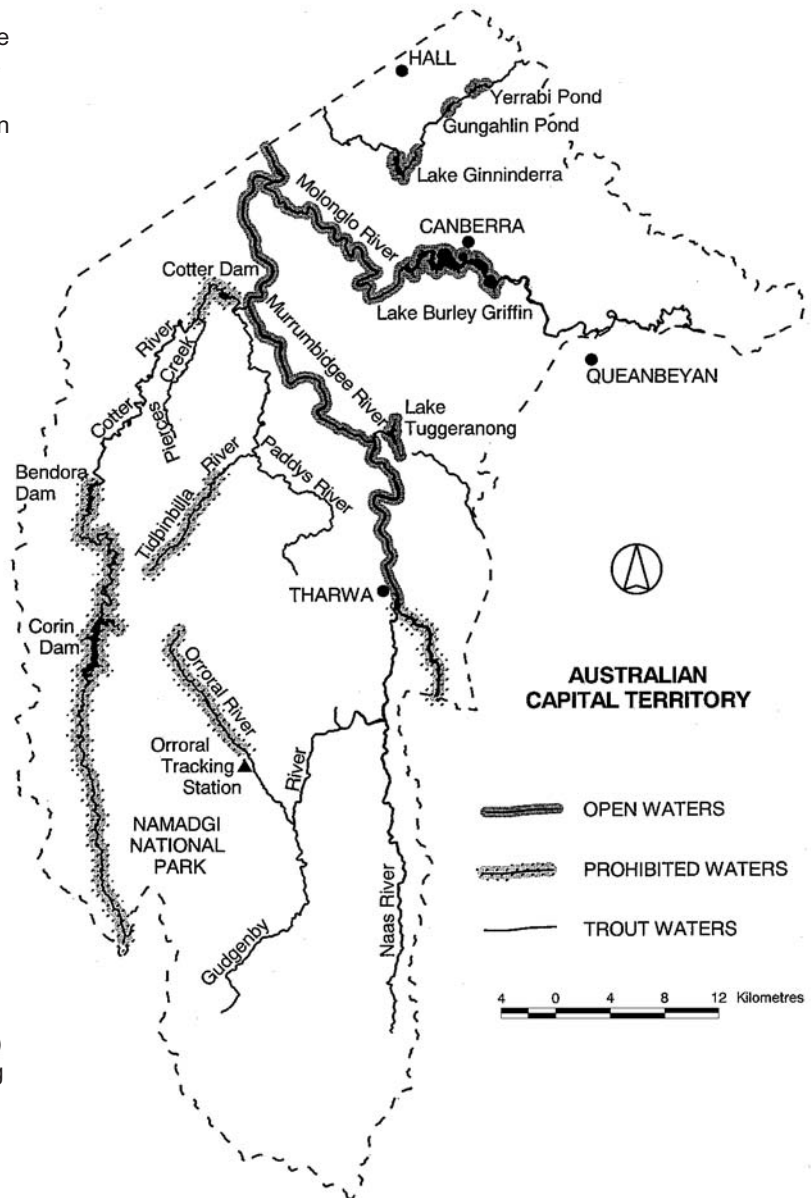 e
n
HALL
Yerrabi Pond
Gungahlin Pond
Lake Ginninderra
Molonglo River
CANBERRA
Cotter Dam
Lake Burley Griffin
Murrumbidgee River
QUEANBEYAN
Cotter River
Pierces Creek
Lake
Tuggeranong
Bendora
Dam
Tidbinbilla River
Paddys River
THARWA
Corin
Dam
AUSTRALIAN
CAPITAL TERRITORY
Orroral River
Orroral
Tracking
Station
NAMADGI
NATIONAL
PARK
Gudgenby River
Naas River
OPEN WATERS
PROHIBITED WATERS
TROUT WATERS
4 0 4 8 12 Kilometres
)
g